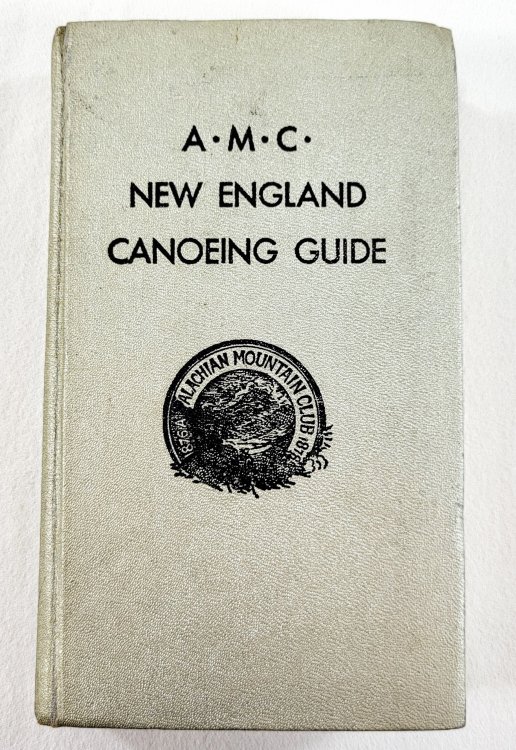 A·M·C·
NEW ENGLAND
CANOEING GUIDE
ALACHIAN MOUNTAIN CLUB